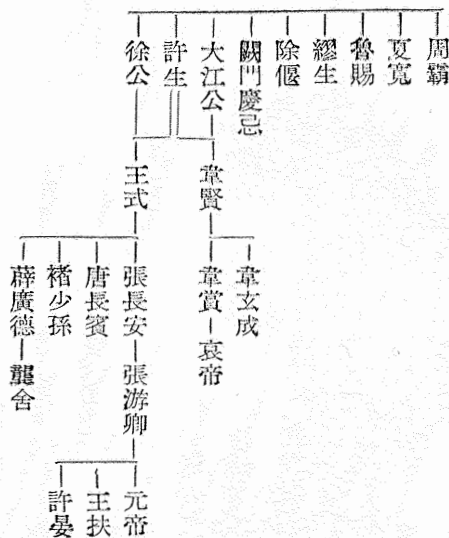 周霸
夏寬
魯賜
繆生
除偃
闕門慶忌
大江公
許生
徐公
韋賢
王式
韋玄成
韋賞
哀帝
張長安
唐長賓
褚少孫
薛廣德
張游卿
龔舍
元帝
王扶
許晏